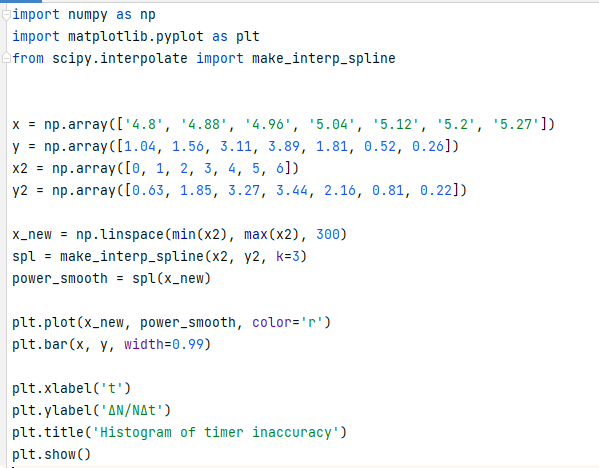 import numpy as np
import matplotlib.pyplot as plt
from scipy.interpolate import make_interp_spline
x = np.array(['4.8', '4.88', '4.96', '5.04', '5.12', '5.2', '5.27'])
y = np.array([1.04, 1.56, 3.11, 3.89, 1.81, 0.52, 0.26])
x2 = np.array([0, 1, 2, 3, 4, 5, 6])
y2 = np.array([0.63, 1.85, 3.27, 3.44, 2.16, 0.81, 0.22])
x_new = np.linspace(min(x2), max(x2), 300)
spl = make_interp_spline(x2, y2, k=3)
power_smooth = spl(x_new)
plt.plot(x_new, power_smooth, color='r')
plt.bar(x, y, width=0.99)
plt.xlabel('t')
plt.ylabel('ΔN/NΔt')
plt.title('Histogram of timer inaccuracy')
plt.show()